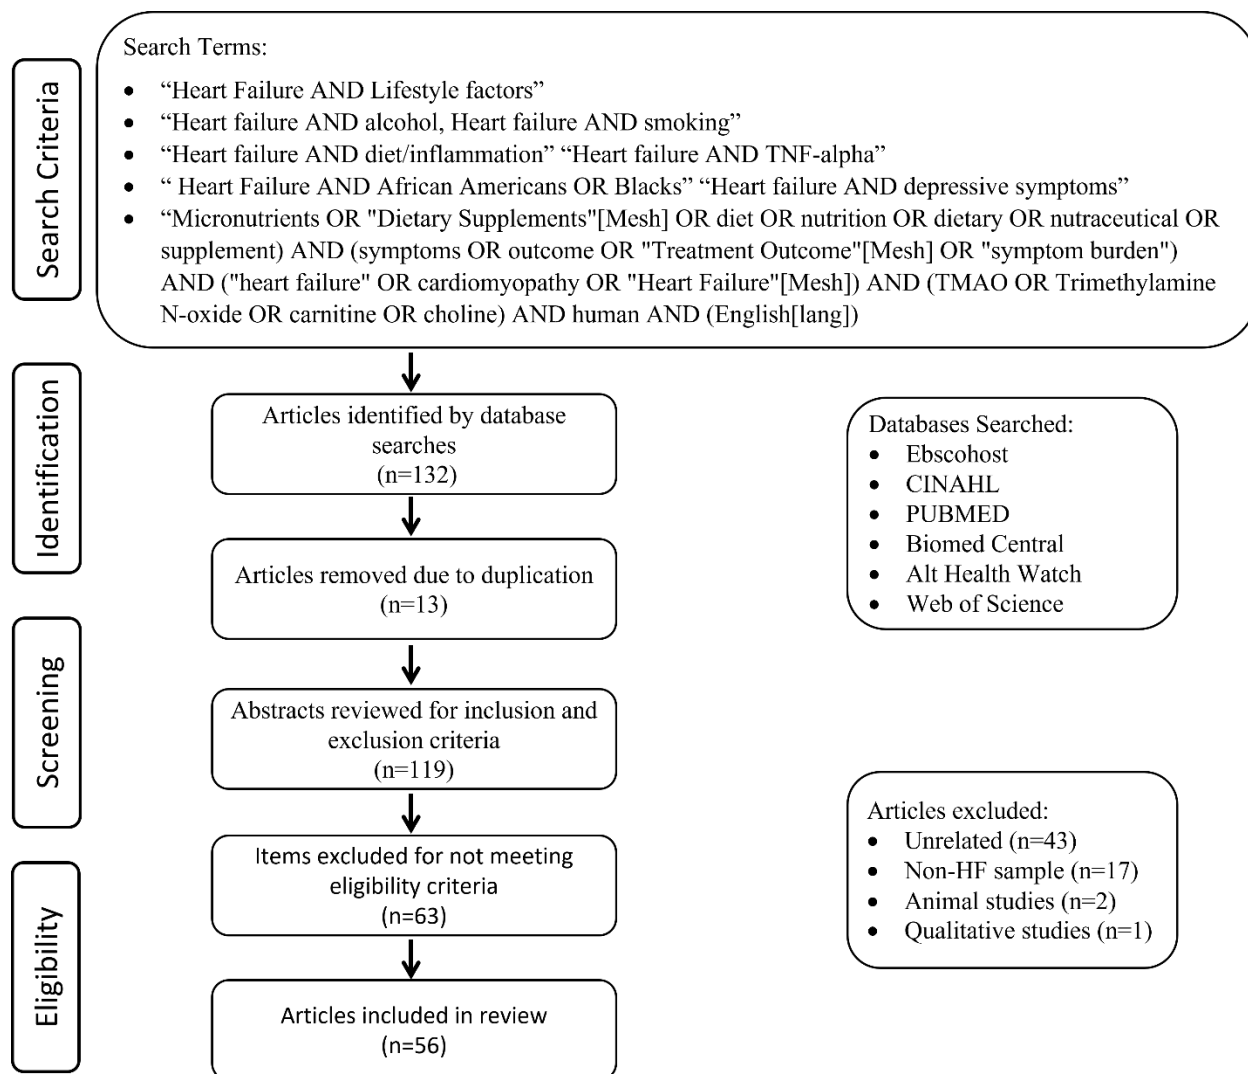 Search Criteria
Search Terms:
• “Heart Failure AND Lifestyle factors”
• “Heart failure AND alcohol, Heart failure AND smoking”
• “Heart failure AND diet/inflammation” “Heart failure AND TNF-alpha”
• “ Heart Failure AND African Americans OR Blacks” “Heart failure AND depressive symptoms”
• “Micronutrients OR "Dietary Supplements"[Mesh] OR diet OR nutrition OR dietary OR nutraceutical OR
supplement) AND (symptoms OR outcome OR "Treatment Outcome"[Mesh] OR "symptom burden")
AND ("heart failure" OR cardiomyopathy OR "Heart Failure"[Mesh]) AND (TMAO OR Trimethylamine
N-oxide OR carnitine OR choline) AND human AND (English[lang])
Identification
Articles identified by database
searches
(n=132)
Articles removed due to duplication
(n=13)
Databases Searched:
• Ebscohost
• CINAHL
• PUBMED
• Biomed Central
• Alt Health Watch
• Web of Science
Screening
Abstracts reviewed for inclusion and
exclusion criteria
(n=119)
Eligibility
Items excluded for not meeting
eligibility criteria
(n=63)
Articles excluded:
• Unrelated (n=43)
• Non-HF sample (n=17)
• Animal studies (n=2)
• Qualitative studies (n=1)
Articles included in review
(n=56)